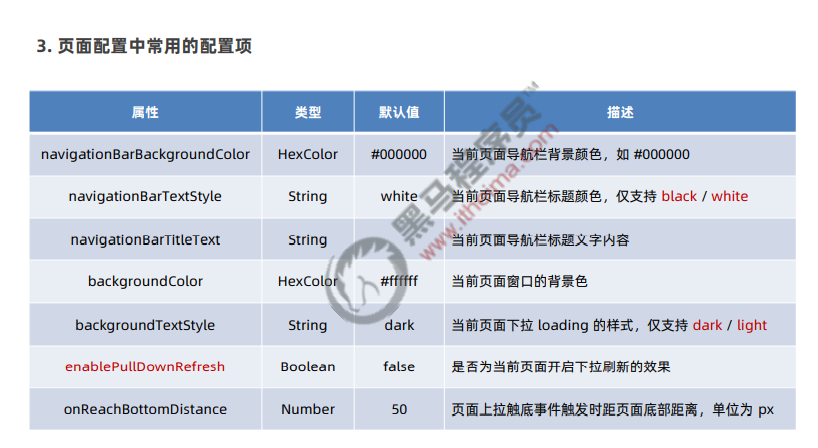 3. 页面配置中常用的配置项
属性 类型 默认值 描述
navigationBarBackgroundColor HexColor #000000 当前页面导航栏背景颜色，如 #000000
navigationBarTextStyle String white 当前页面导航栏标题颜色，仅支持 black / white
navigationBarTitleText String 当前页面导航栏标题文字内容
backgroundColor HexColor #ffffff 当前页面窗口的背景色
backgroundTextStyle String dark 当前页面下拉 loading 的样式，仅支持 dark / light
enablePullDownRefresh Boolean false 是否为当前页面开启下拉刷新的效果
onReachBottomDistance Number 50 页面上拉触底事件触发时距页面底部距离，单位为 px
黑马程序员™
www.itheima.com